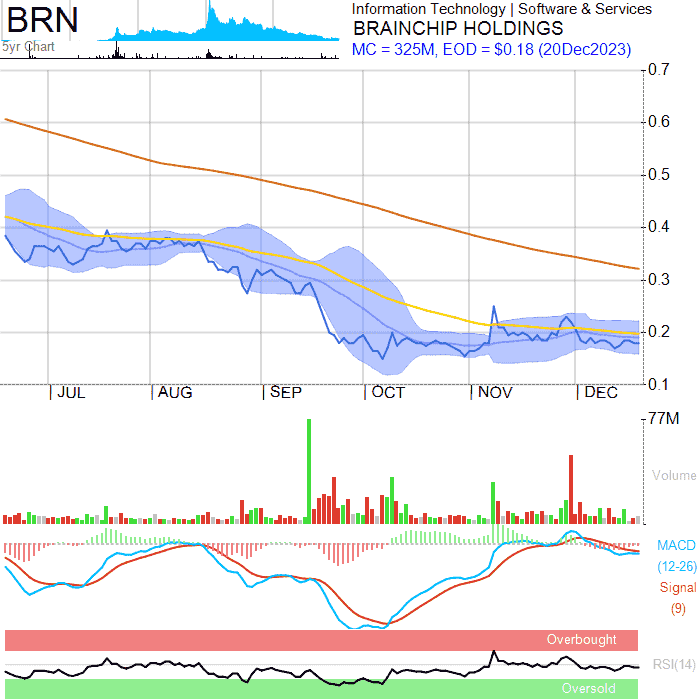 BRN
5yr Chart
Information Technology | Software & Services
BRAINCHIP HOLDINGS
MC = 325M, EOD = $0.18 (20Dec2023)
0.7
0.6
0.5
0.4
0.3
0.2
0.1
| JUL | AUG | SEP | OCT | NOV | DEC
77M
Volume
MACD
(12-26)
Signal
(9)
Overbought
RSI(14)
Oversold